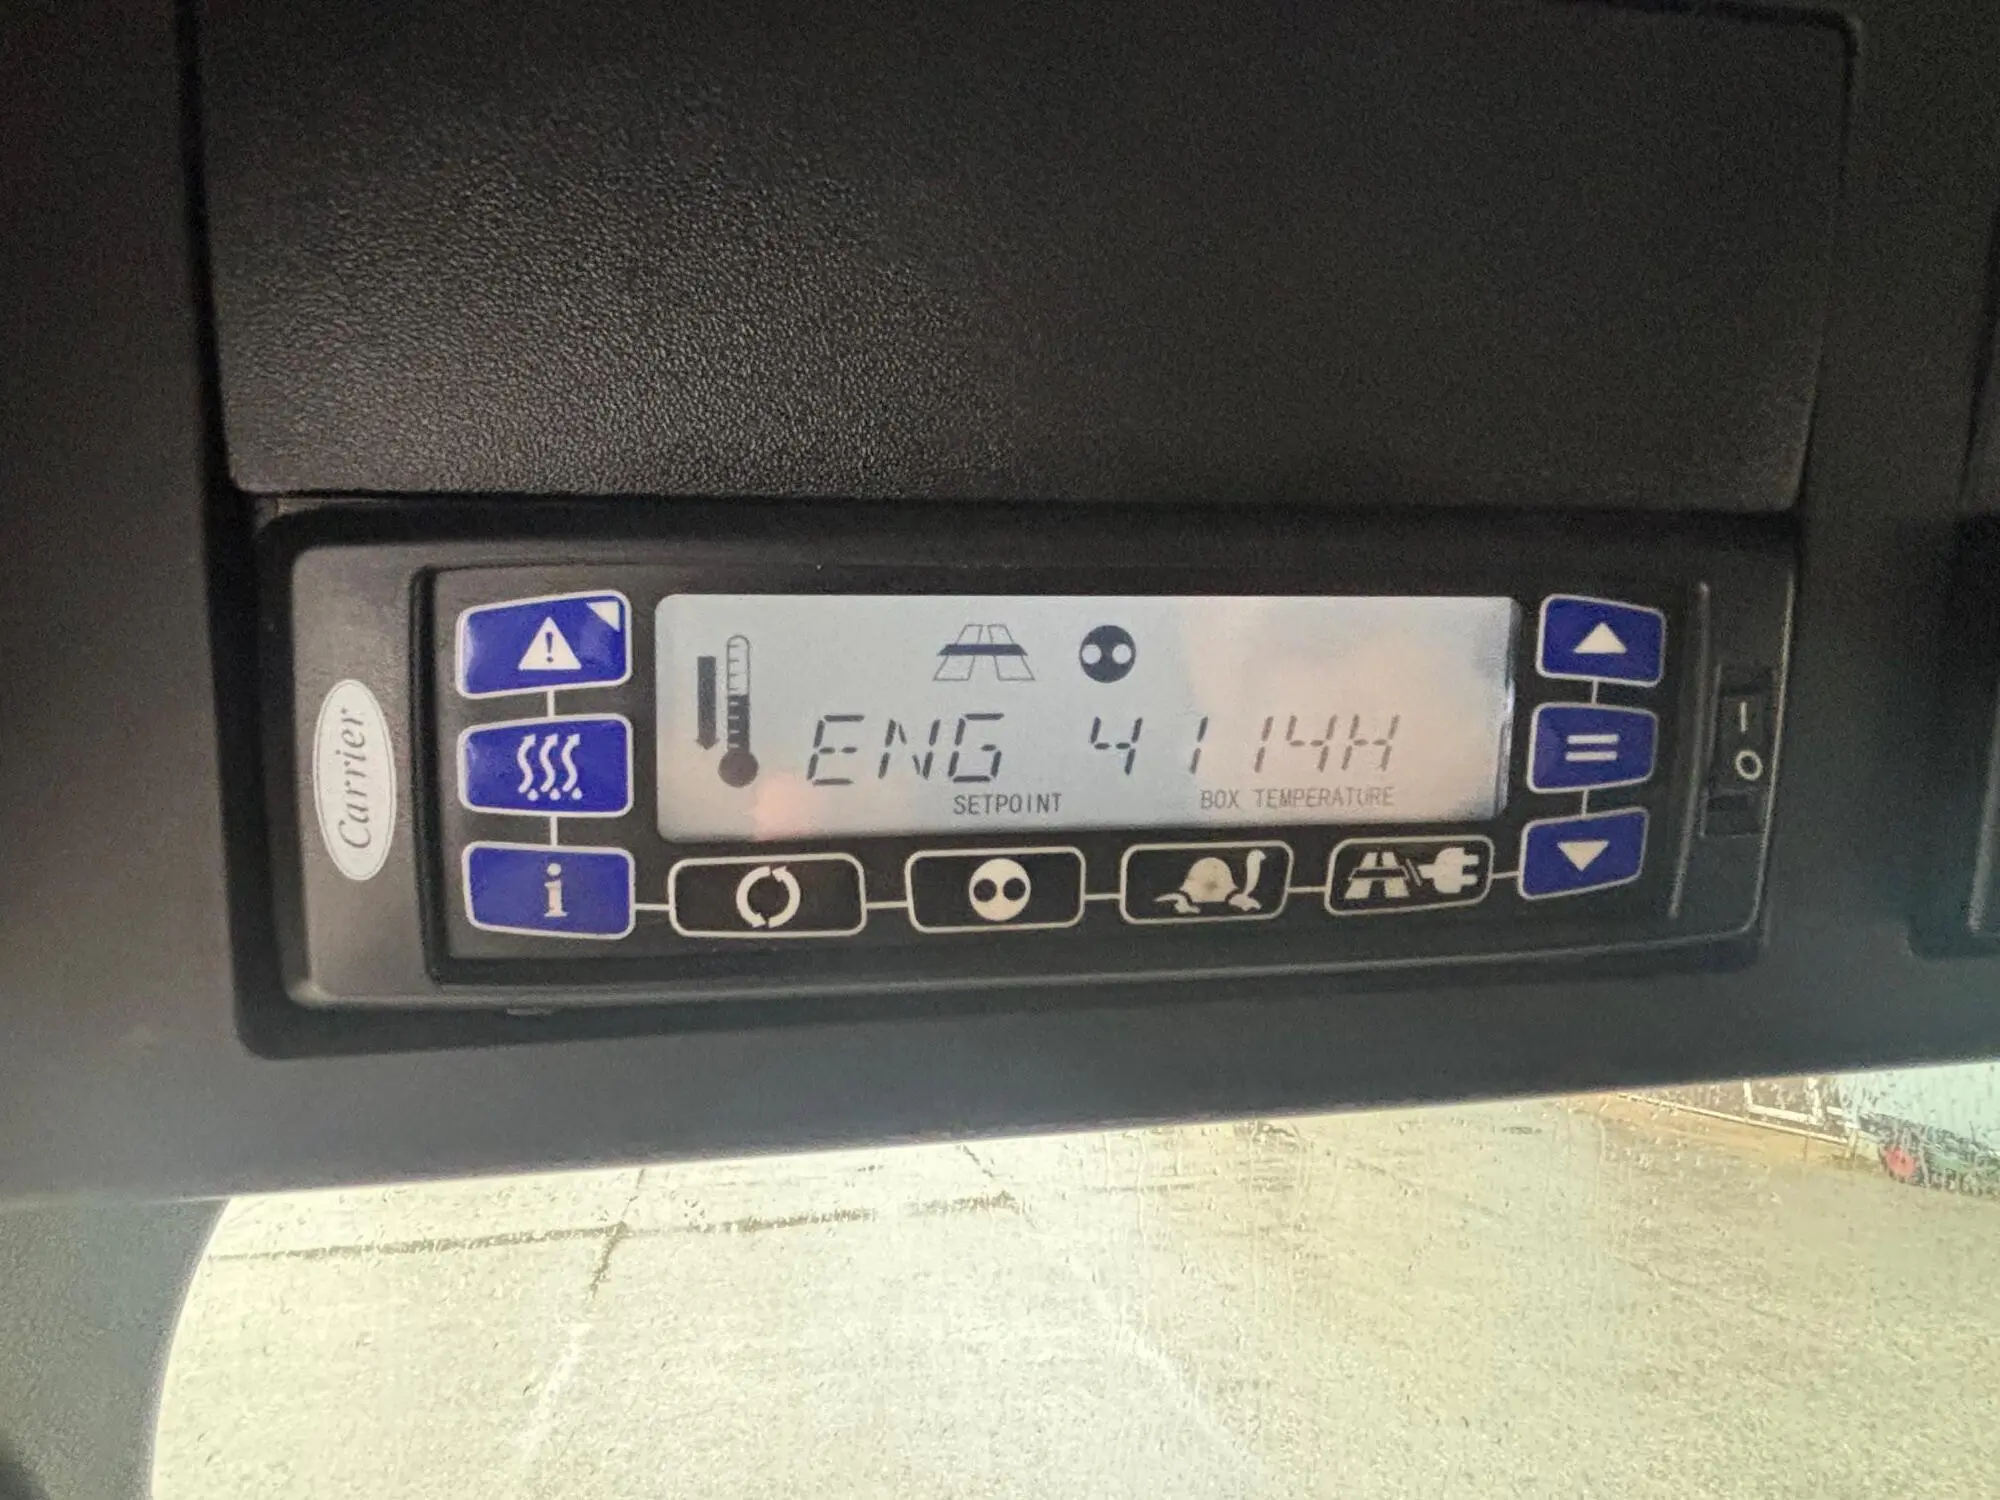 ENG 4114H
SETPOINT BOX TEMPERATURE
Carrier
i
I
O